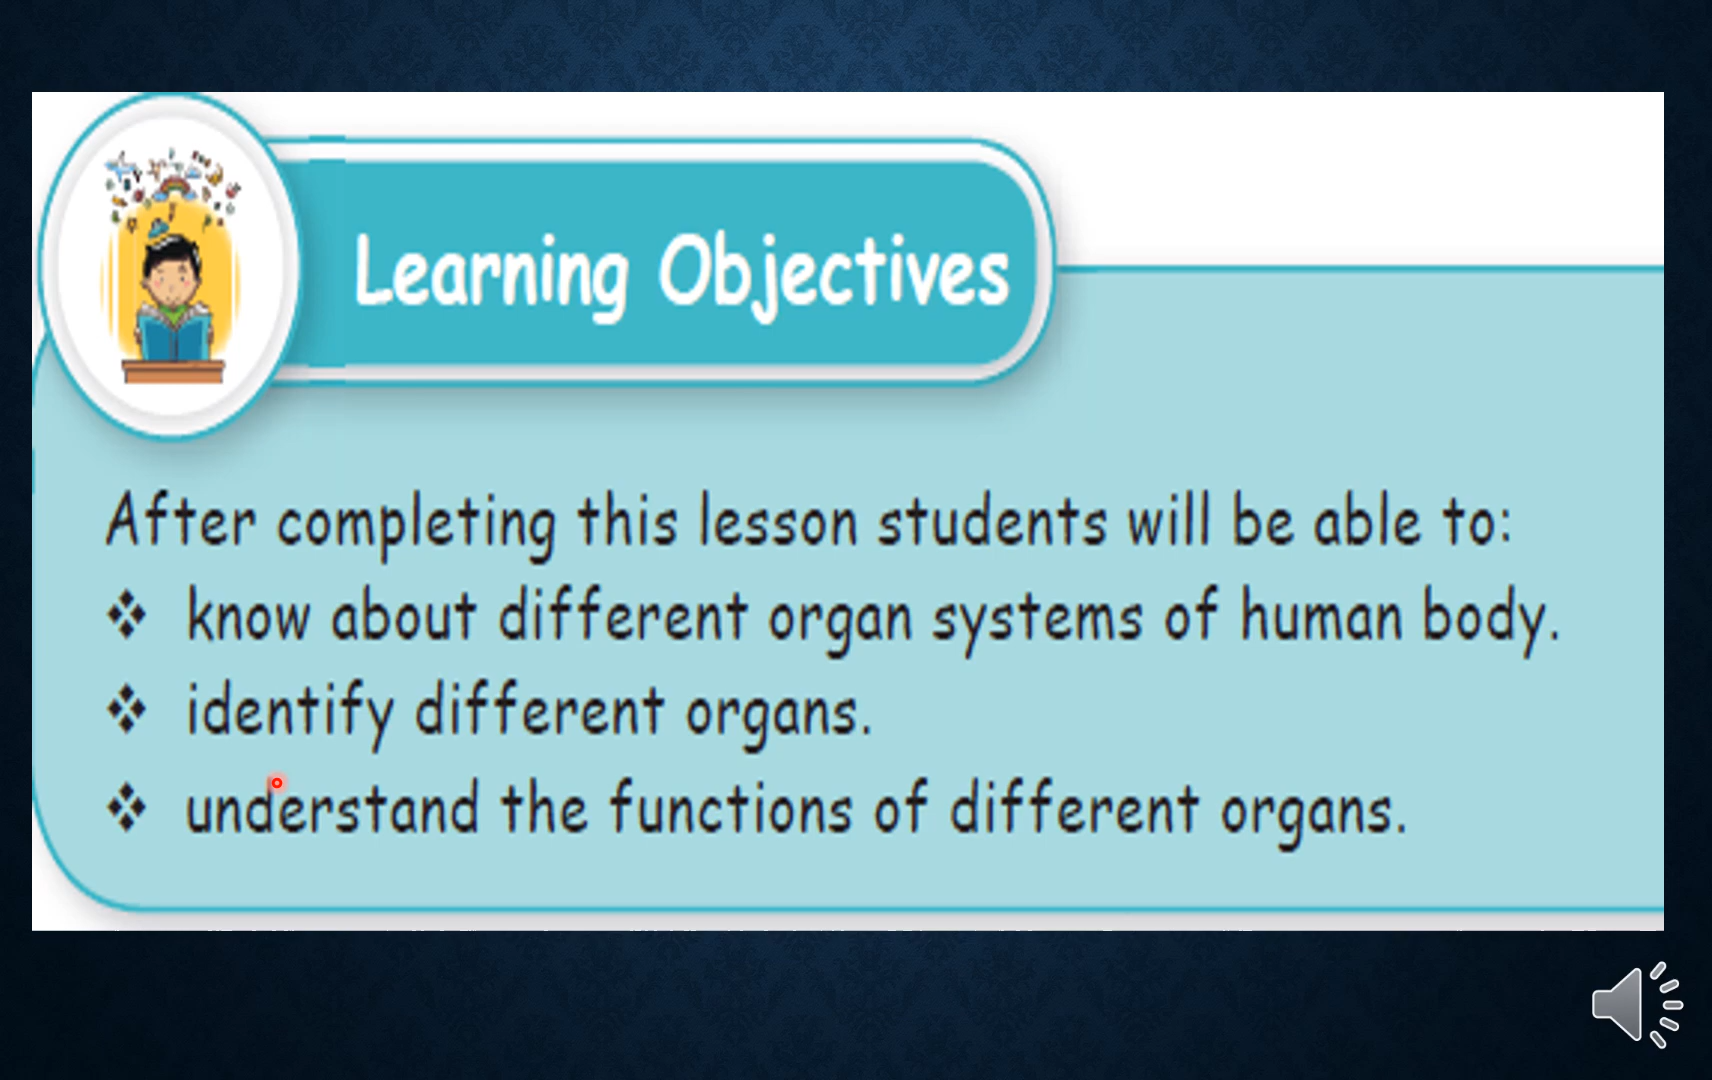 Learning Objectives
After completing this lesson students will be able to:
❖ know about different organ systems of human body.
❖ identify different organs.
❖ understand the functions of different organs.